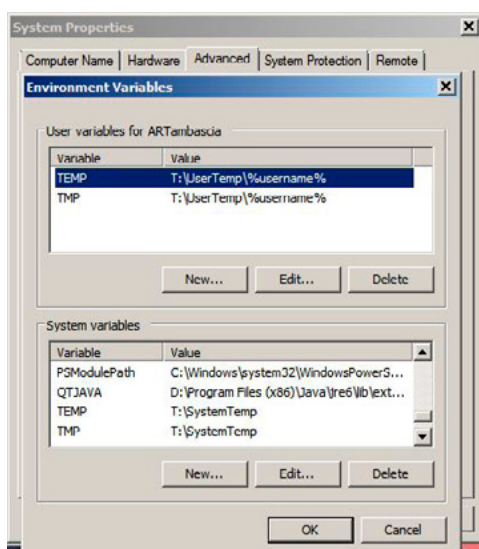 System Properties
Computer Name Hardware Advanced System Protection Remote
Environment Variables
User variables for ARTambascia
Variable Value
TEMP T:\UserTemp\%username%
TMP T:\UserTemp\%username%
New... Edit... Delete
System variables
Variable Value
PSModulePath C:\Windows\system32\WindowsPowerS...
QTJAVA D:\Program Files (x86)\Java\jre6\lib\ext...
TEMP T:\SystemTemp
TMP T:\SystemTemp
New... Edit... Delete
OK Cancel